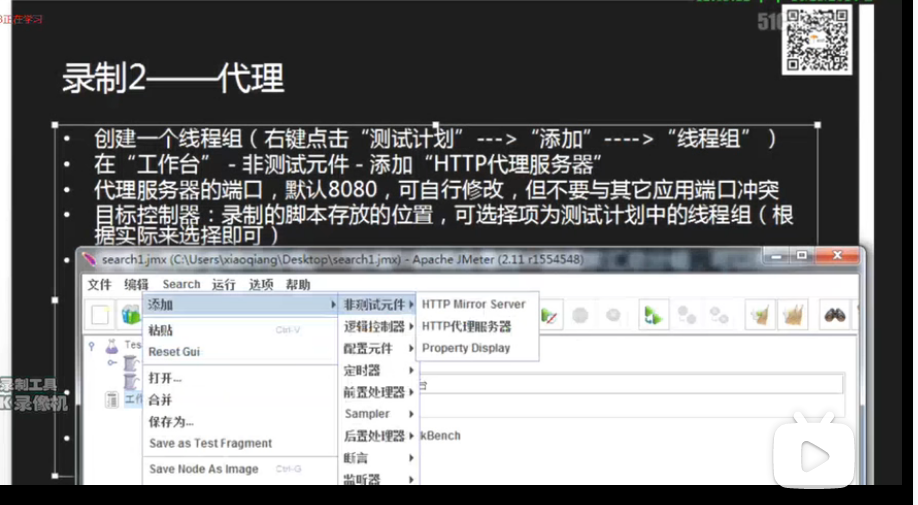 正在学习
510
录制2——代理
• 创建一个线程组（右键点击“测试计划” ---> “添加” ----> “线程组” ）
• 在“工作台” - 非测试元件 - 添加“HTTP代理服务器”
• 代理服务器的端口，默认8080，可自行修改，但不要与其它应用端口冲突
• 目标控制器：录制的脚本存放的位置，可选择项为测试计划中的线程组（根
据实际来选择即可）
search1.jmx (C:\Users\xiaoqiang\Desktop\search1.jmx) - Apache JMeter (2.11 r1554548)
文件 编辑 Search 运行 选项 帮助
添加
粘贴 Ctrl-V
Reset Gui
打开...
合并
保存为...
Save as Test Fragment
Save Node As Image Ctrl-G
非测试元件
逻辑控制器
配置元件
定时器
前置处理器
Sampler
后置处理器
断言
监听器
HTTP Mirror Server
HTTP代理服务器
Property Display
Tes
工作
台
kBench
录制工具
K录像机